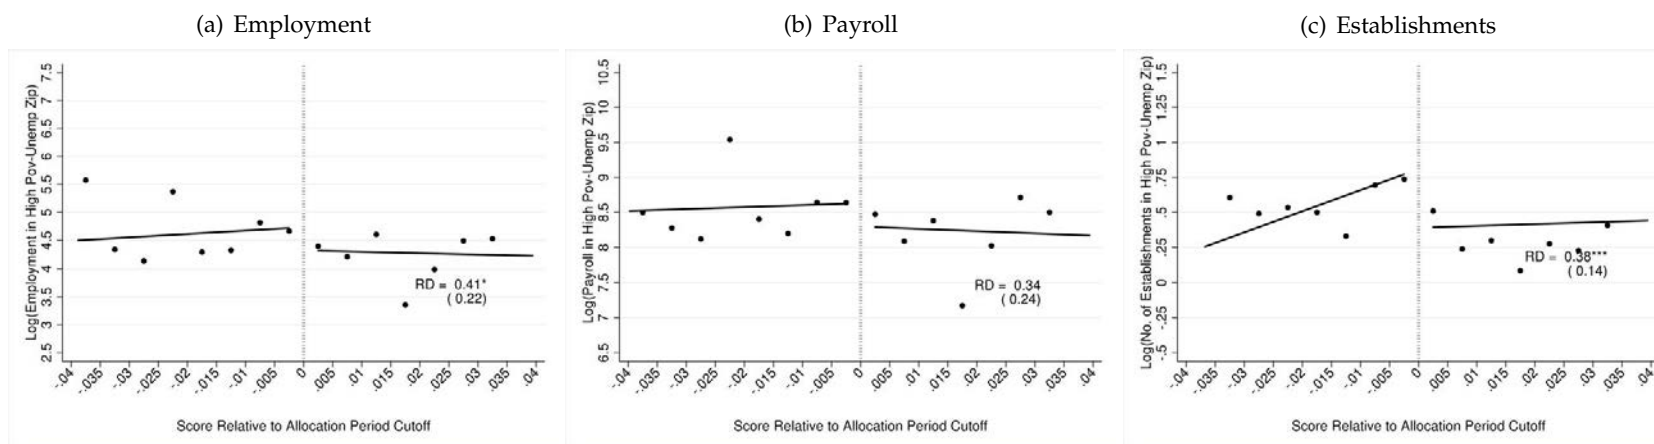 (a) Employment
Log(Employment in High Pov-Unemp Zip)
7.5
7
6.5
6
5.5
5
4.5
4
3.5
3
2.5
RD = 0.41*
( 0.22)
-.04 -.035 -.03 -.025 -.02 -.015 -.01 -.005 0 .005 .01 .015 .02 .025 .03 .035 .04
Score Relative to Allocation Period Cutoff
(b) Payroll
Log(Payroll in High Pov-Unemp Zip)
10.5
10
9.5
9
8.5
8
7.5
7
6.5
RD = 0.34
( 0.24)
-.04 -.035 -.03 -.025 -.02 -.015 -.01 -.005 0 .005 .01 .015 .02 .025 .03 .035 .04
Score Relative to Allocation Period Cutoff
(c) Establishments
Log(No. of Establishments in High Pov-Unemp Zip)
1.5
1.25
1
.75
.5
.25
0
-.25
-.5
RD = 0.38***
( 0.14)
-.04 -.035 -.03 -.025 -.02 -.015 -.01 -.005 0 .005 .01 .015 .02 .025 .03 .035 .04
Score Relative to Allocation Period Cutoff